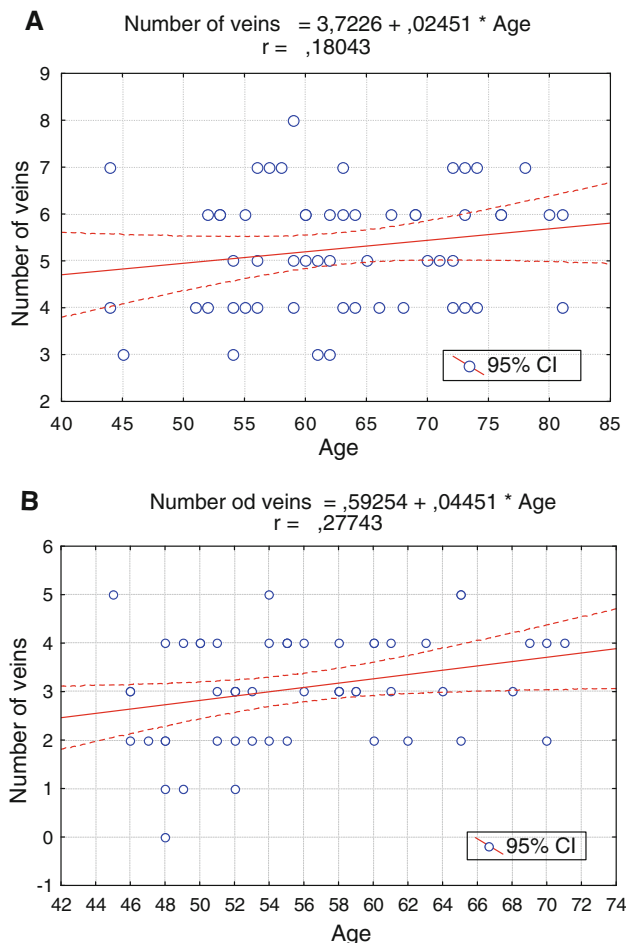 A
Number of veins = 3,7226 + ,02451 * Age
r = ,18043
9
8
7
6
5
4
3
2
Number of veins
95% CI
40 45 50 55 60 65 70 75 80 85
Age
B
Number od veins = ,59254 + ,04451 * Age
r = ,27743
6
5
4
3
2
1
0
-1
Number of veins
95% CI
42 44 46 48 50 52 54 56 58 60 62 64 66 68 70 72 74
Age